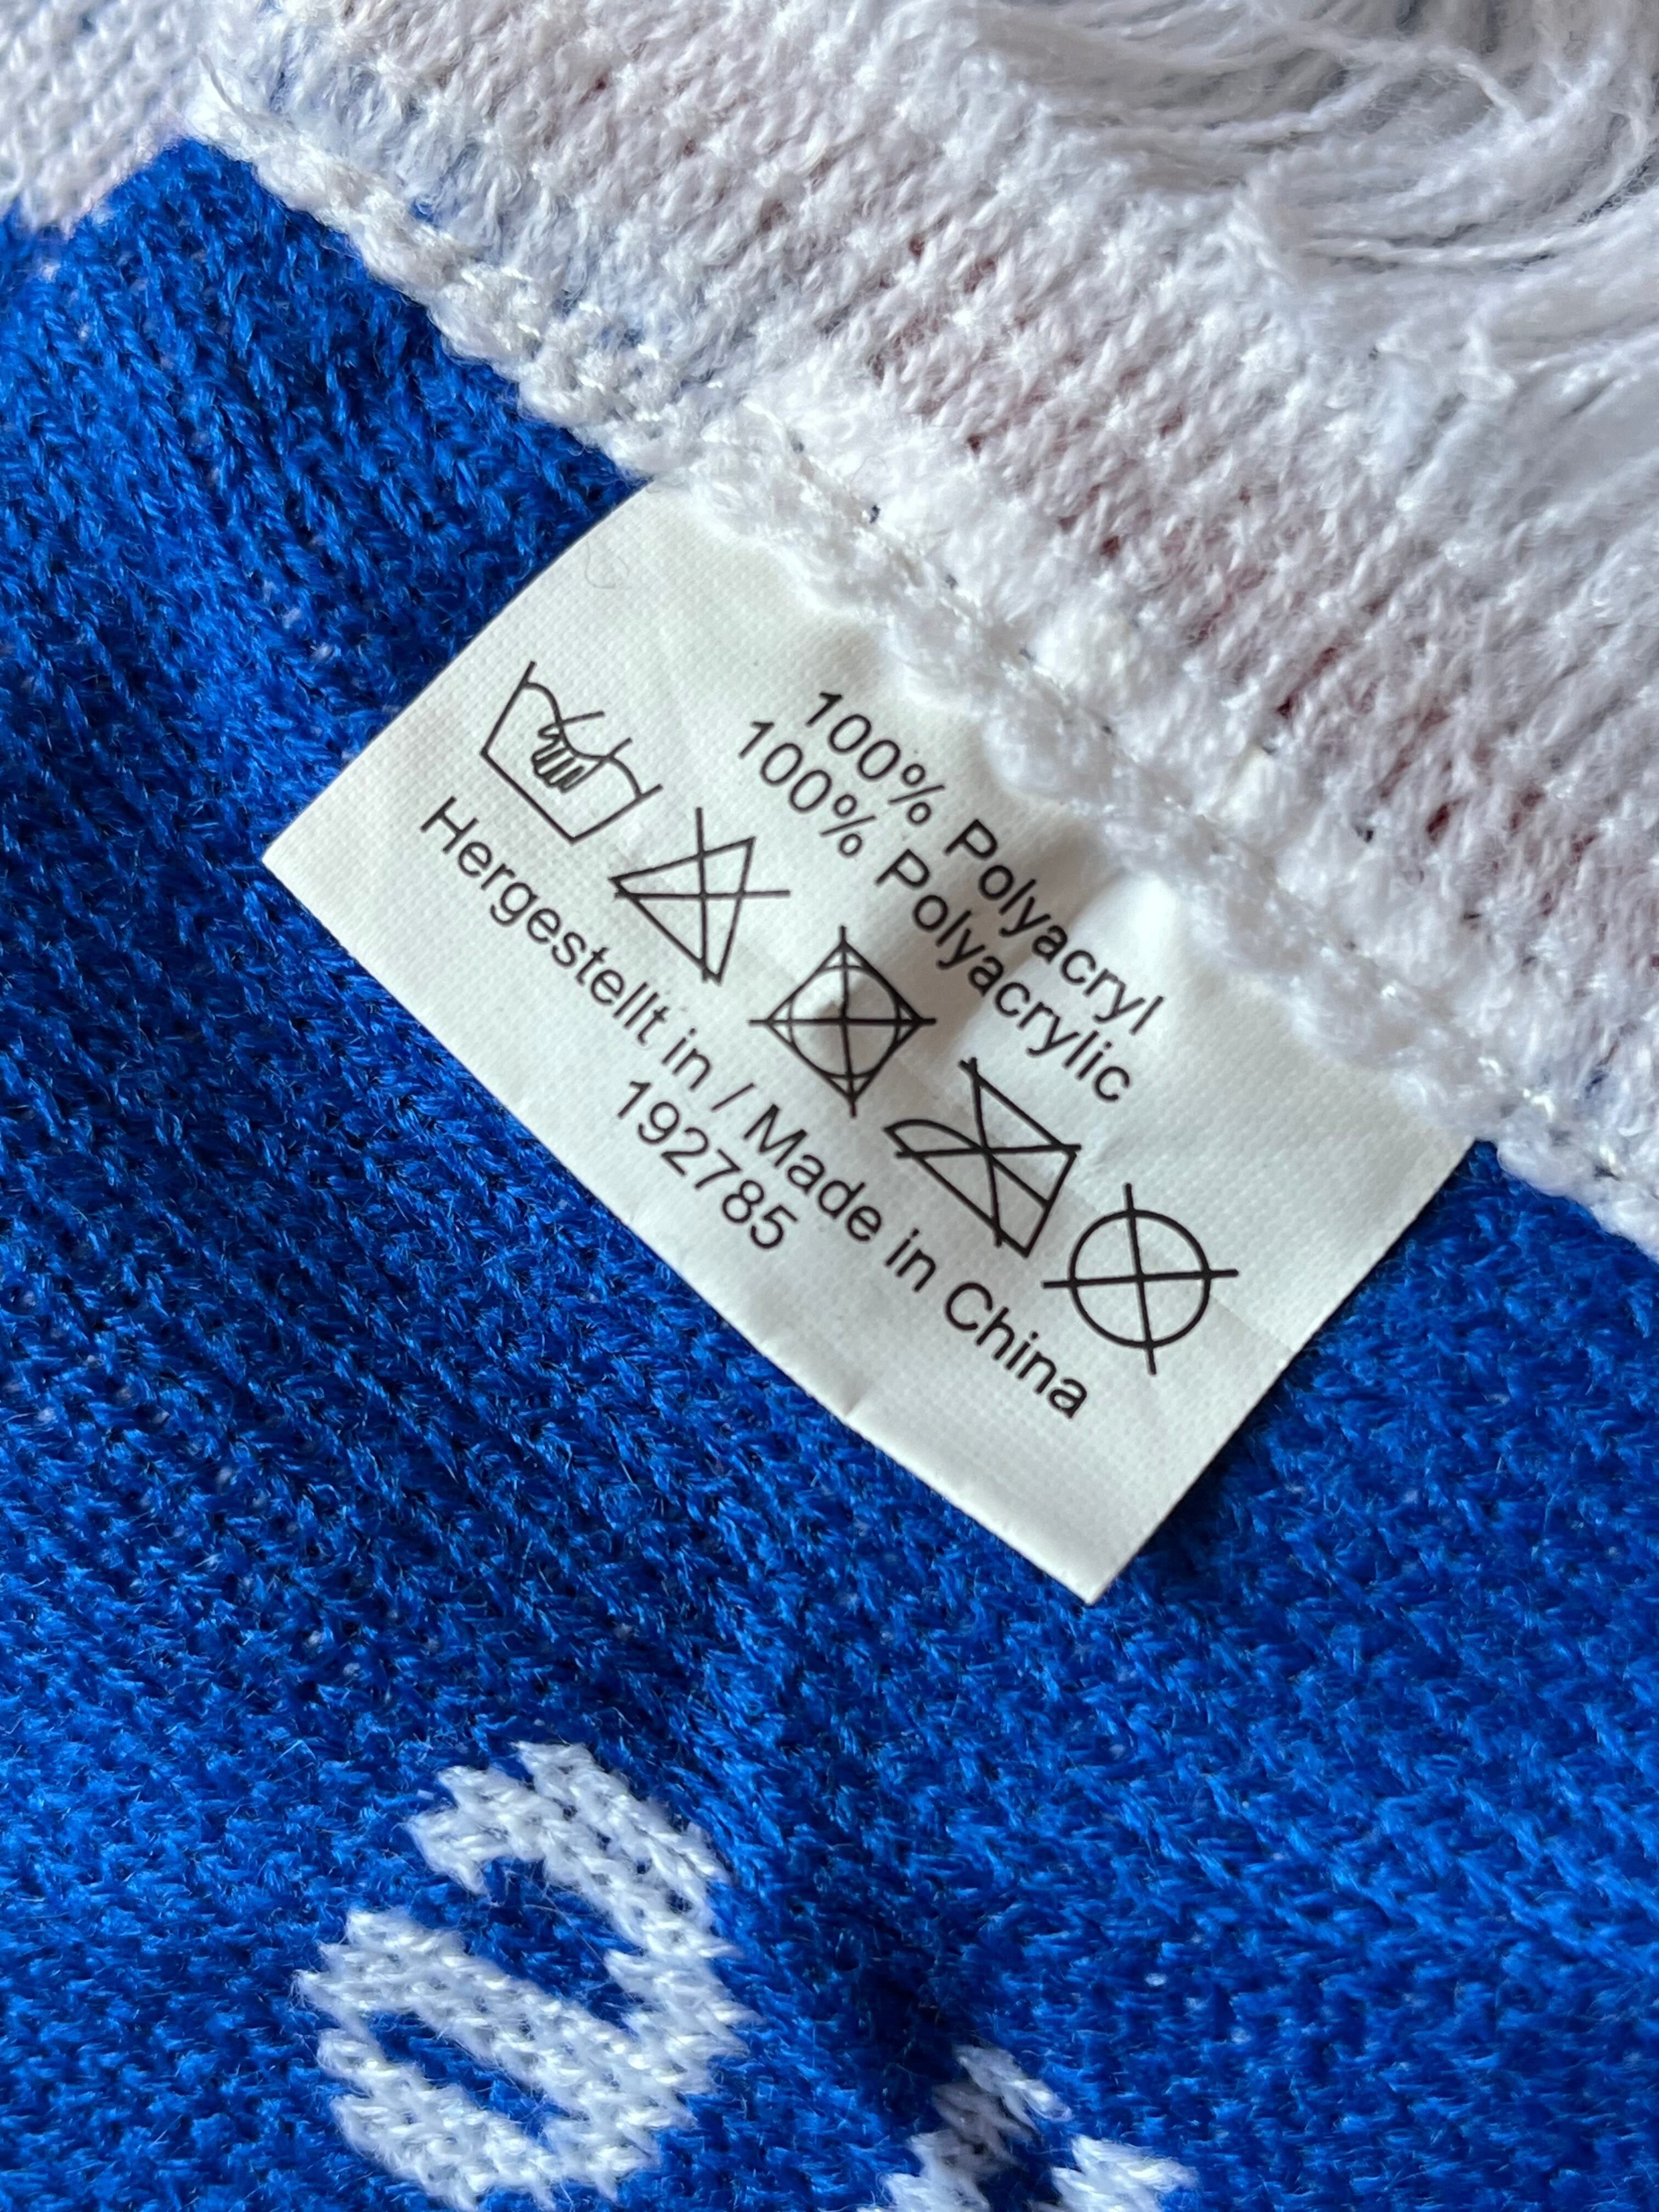 100% Polyacryl
100% Polyacrylic
Hergestellt in / Made in China
192785
a